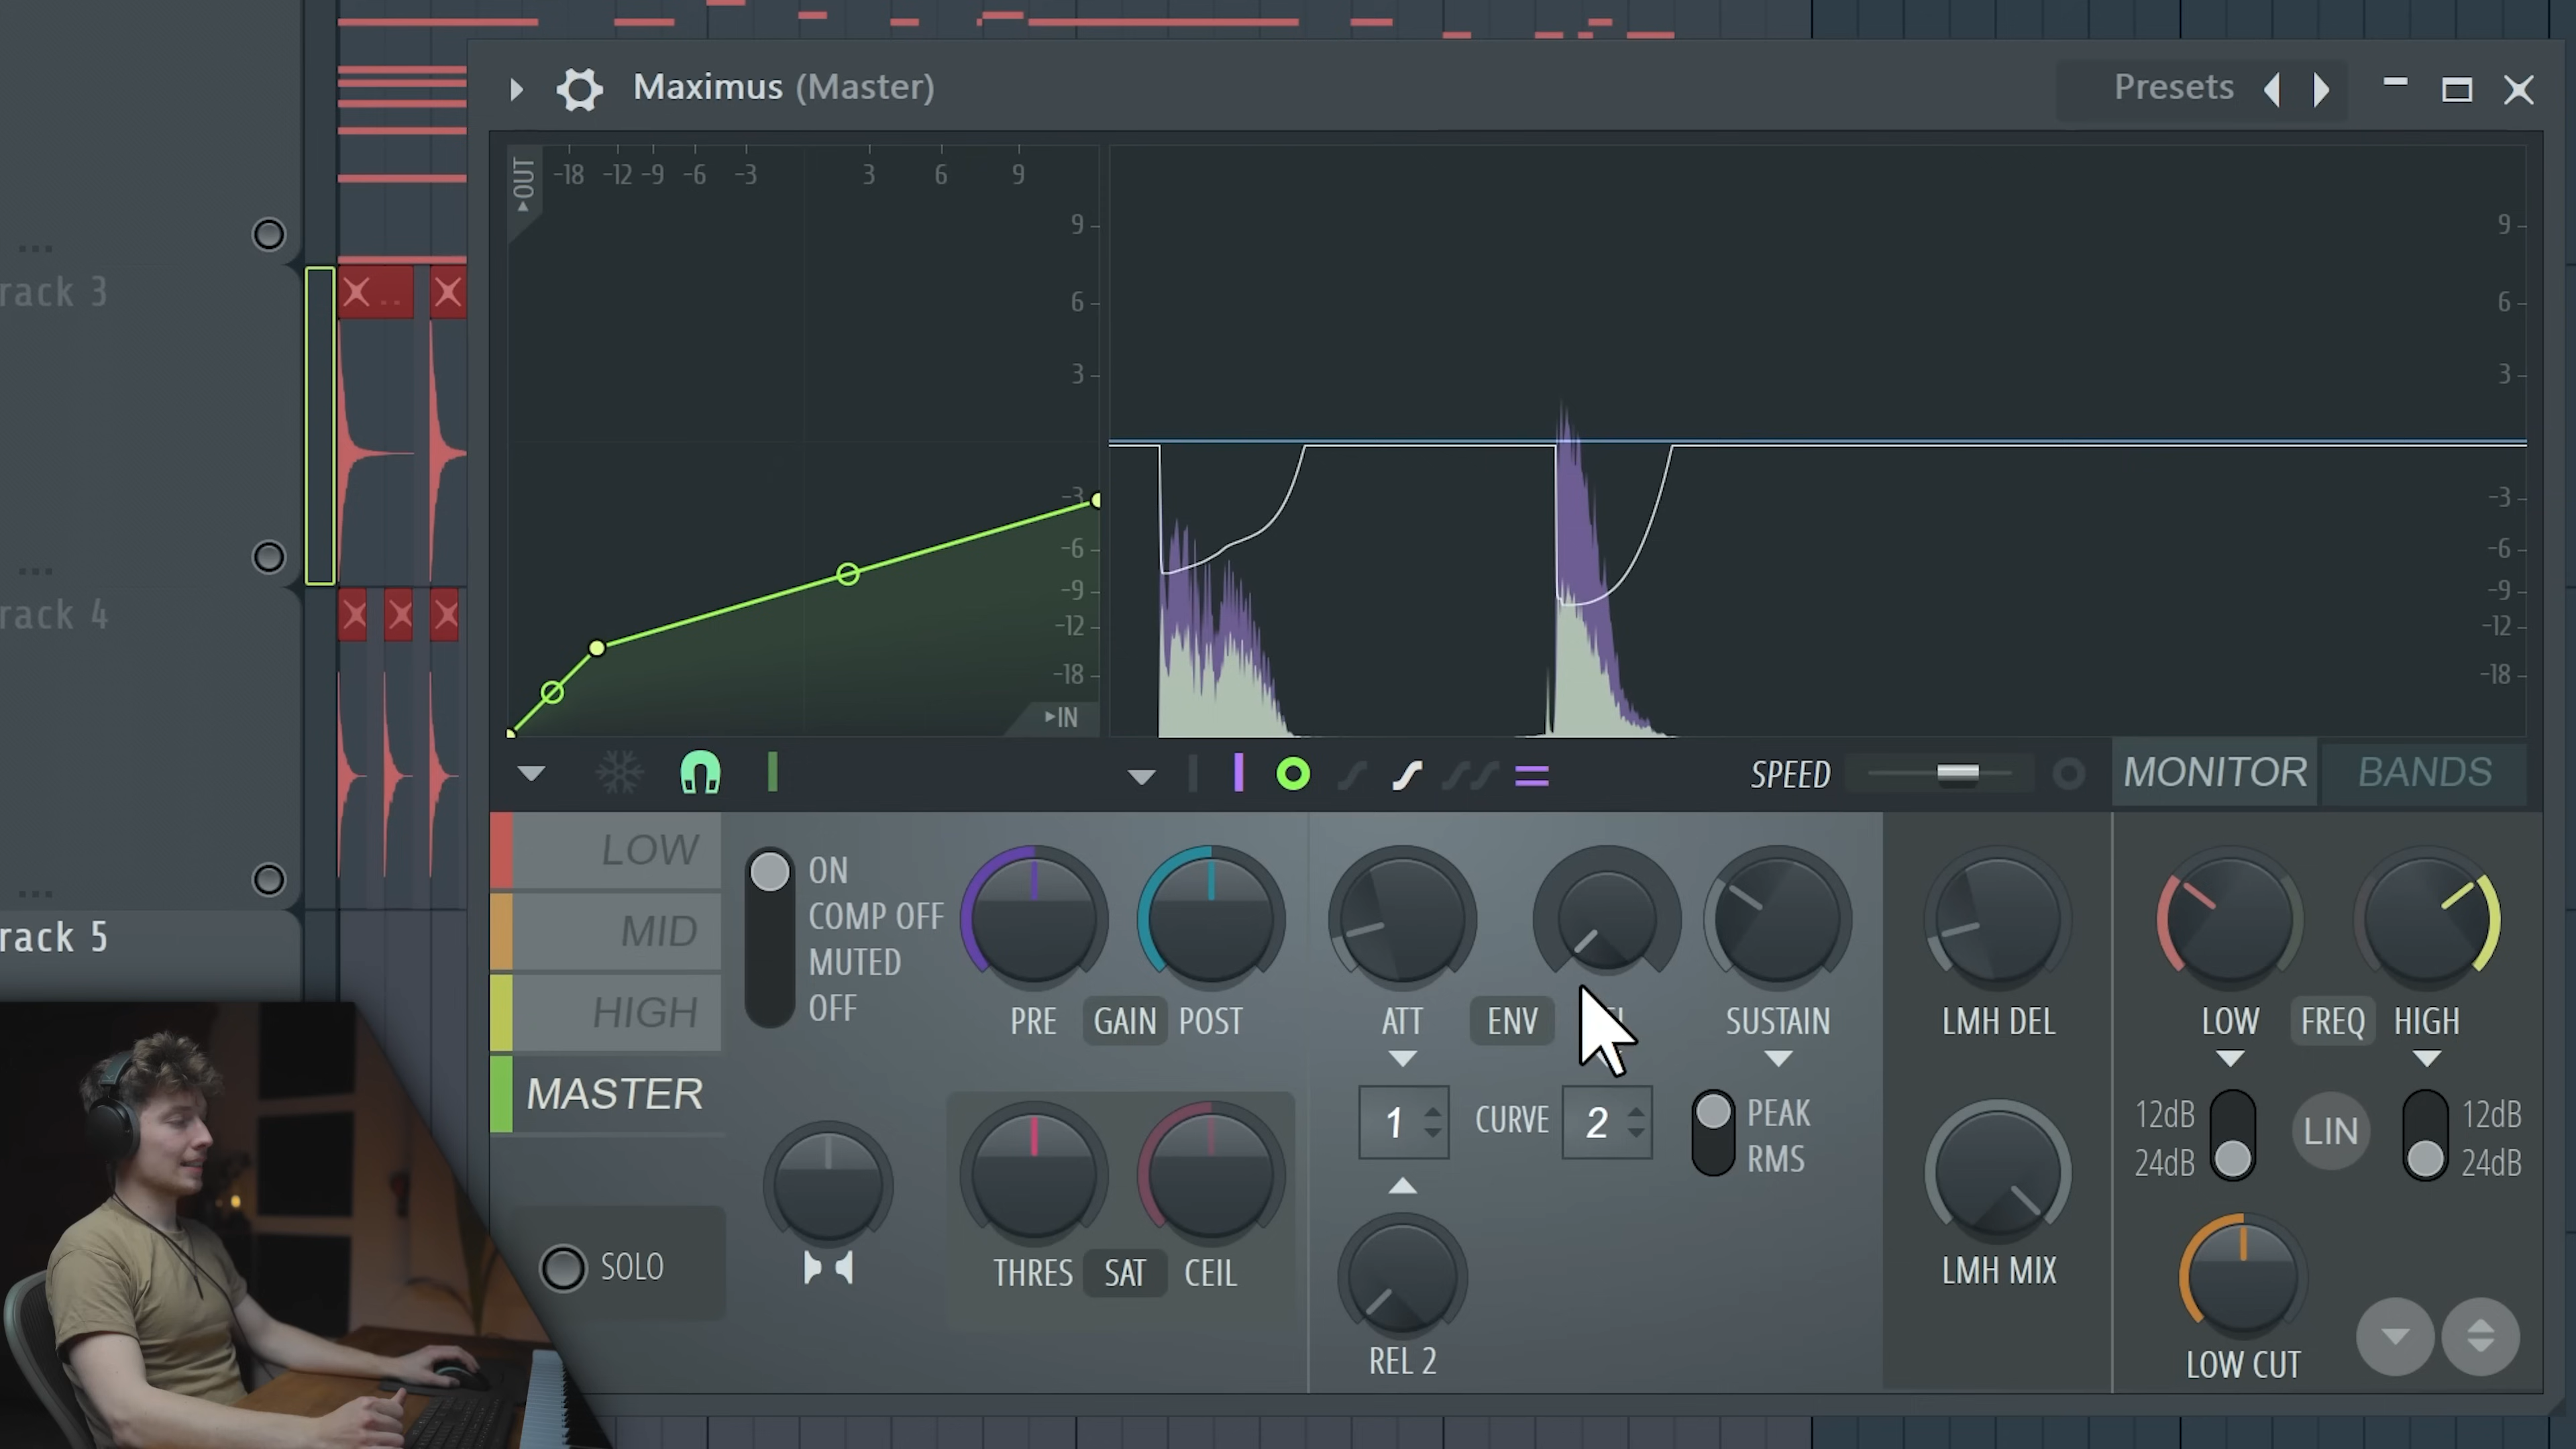 Maximus (Master)
Presets
OUT
-18 -12 -9 -6 -3 3 6 9
9
6
3
-3
-6
-9
-12
-18
IN
9
6
3
-3
-6
-9
-12
-18
rack 3
rack 4
rack 5
SPEED
MONITOR
BANDS
LOW
MID
HIGH
MASTER
SOLO
ON
COMP OFF
MUTED
OFF
PRE GAIN POST
THRES SAT CEIL
ATT ENV
SUSTAIN
1 CURVE 2
PEAK
RMS
REL 2
LMH DEL
LMH MIX
LOW FREQ HIGH
12dB
24dB
LIN
12dB
24dB
LOW CUT